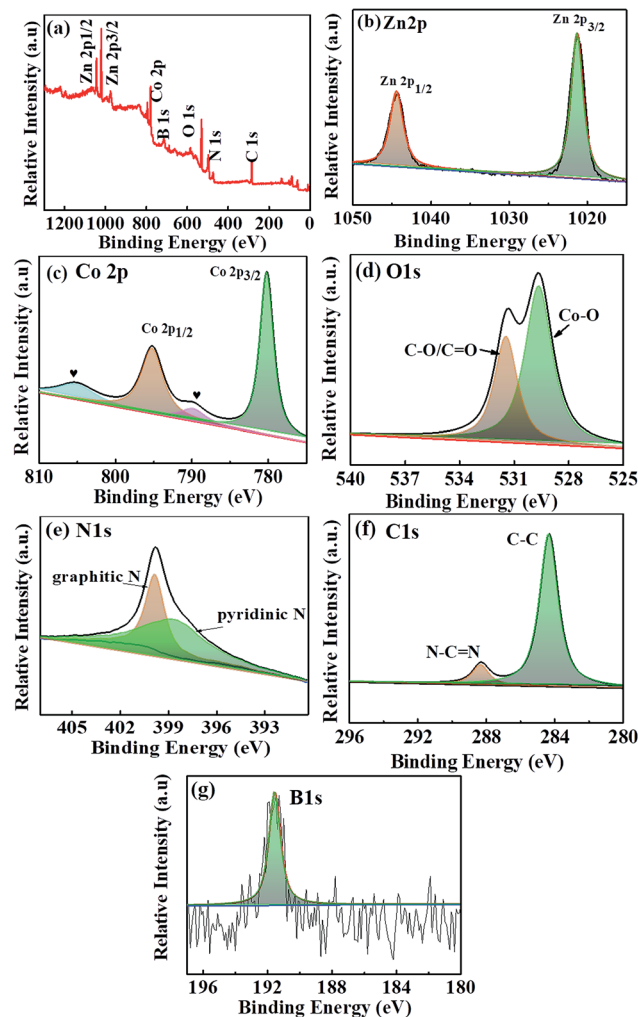 (a)
Zn 2p1/2
Zn 2p3/2
Co 2p
B 1s
O 1s
N 1s
C 1s
Relative Intensity (a.u)
1200 1000 800 600 400 200 0
Binding Energy (eV)
(b) Zn2p
Zn 2p3/2
Zn 2p1/2
Relative Intensity (a.u)
1050 1040 1030 1020
Binding Energy (eV)
(c) Co 2p
Co 2p3/2
Co 2p1/2
♥ ♥
Relative Intensity (a.u)
810 800 790 780
Binding Energy (eV)
(d) O1s
Co-O
C-O/C=O
Relative Intensity (a.u.)
540 537 534 531 528 525
Binding Energy (eV)
(e) N1s
graphitic N
pyridinic N
Relative Intensity (a.u.)
405 402 399 396 393
Binding Energy (eV)
(f) C1s
C-C
N-C=N
Relative Intensity (a.u.)
296 292 288 284 280
Binding Energy (eV)
(g) B1s
Relative Intensity (a.u)
196 192 188 184 180
Binding Energy (eV)